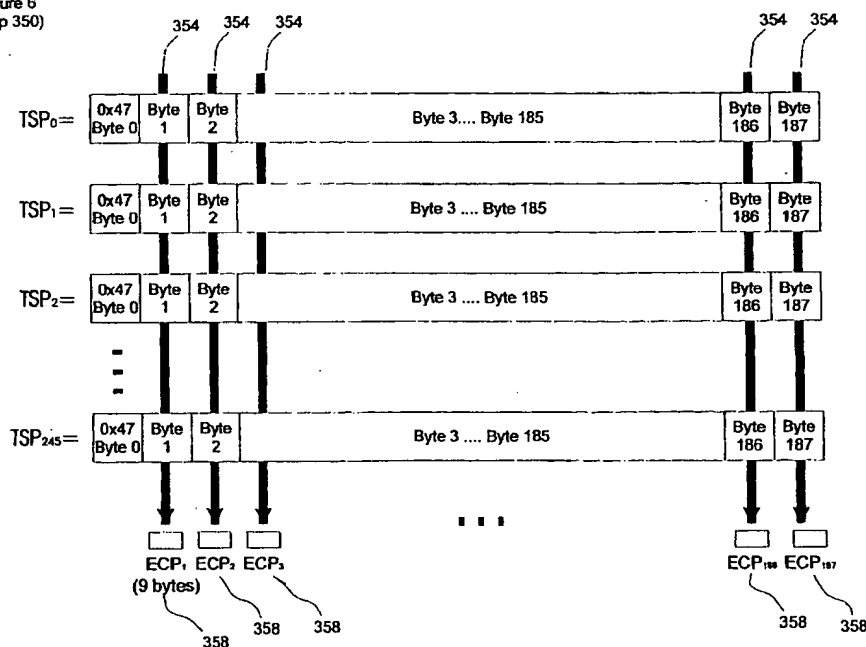 ure 6
p 350)
354 354 354 354 354
TSP₀= 0x47 Byte 0 Byte 1 Byte 2 Byte 3.... Byte 185 Byte 186 Byte 187
TSP₁= 0x47 Byte 0 Byte 1 Byte 2 Byte 3 .... Byte 185 Byte 186 Byte 187
TSP₂= 0x47 Byte 0 Byte 1 Byte 2 Byte 3 .... Byte 185 Byte 186 Byte 187
TSP₂₄₅= 0x47 Byte 0 Byte 1 Byte 2 Byte 3 .... Byte 185 Byte 186 Byte 187
ECP₁ ECP₂ ECP₃ ECP₁₈₆ ECP₁₈₇
(9 bytes)
358 358 358 358 358